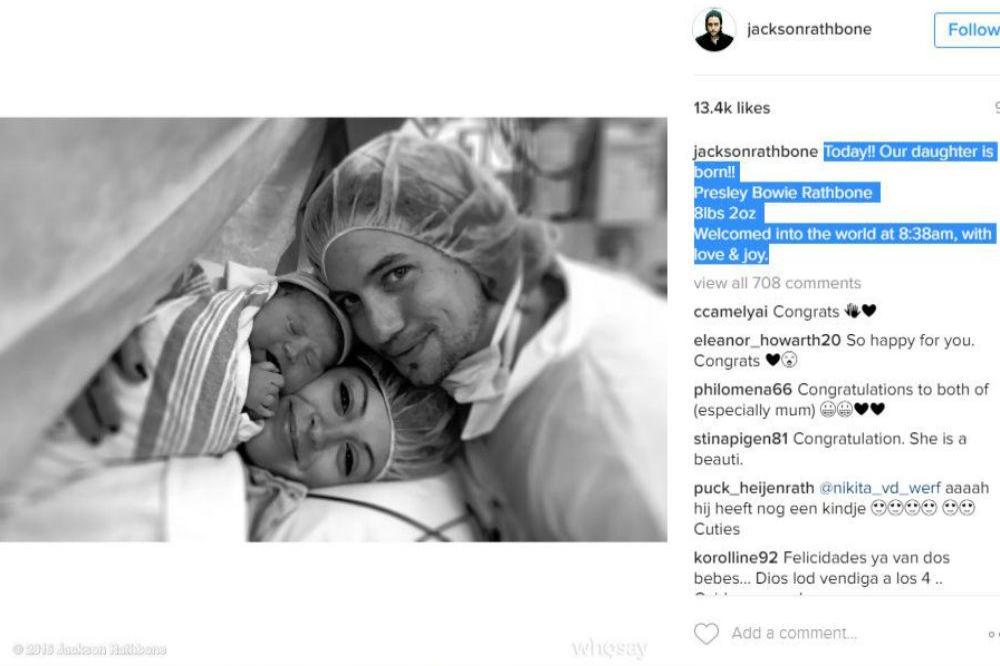 jacksonrathbone
Follow
13.4k likes
jacksonrathbone Today!! Our daughter is
born!!
Presley Bowie Rathbone
8lbs 2oz
Welcomed into the world at 8:38am, with
love & joy.
view all 708 comments
ccamelyai Congrats
eleanor_howarth20 So happy for you.
Congrats
philomena66 Congratulations to both of
(especially mum)
stinapigen81 Congratulation. She is a
beauti.
puck_heijenrath @nikita_vd_werf aaaah
hij heeft nog een kindje
Cuties
korolline92 Felicidades ya van dos
bebes... Dios lod vendiga a los 4 ..
Add a comment...
Jackson Rathbone
whosay